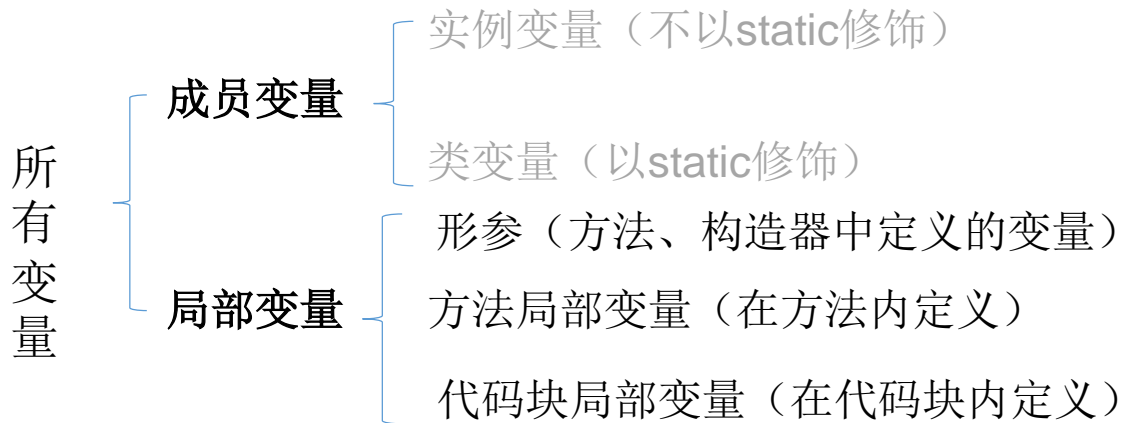 所有变量
成员变量
实例变量（不以static修饰）
类变量（以static修饰）
局部变量
形参（方法、构造器中定义的变量）
方法局部变量（在方法内定义）
代码块局部变量（在代码块内定义）